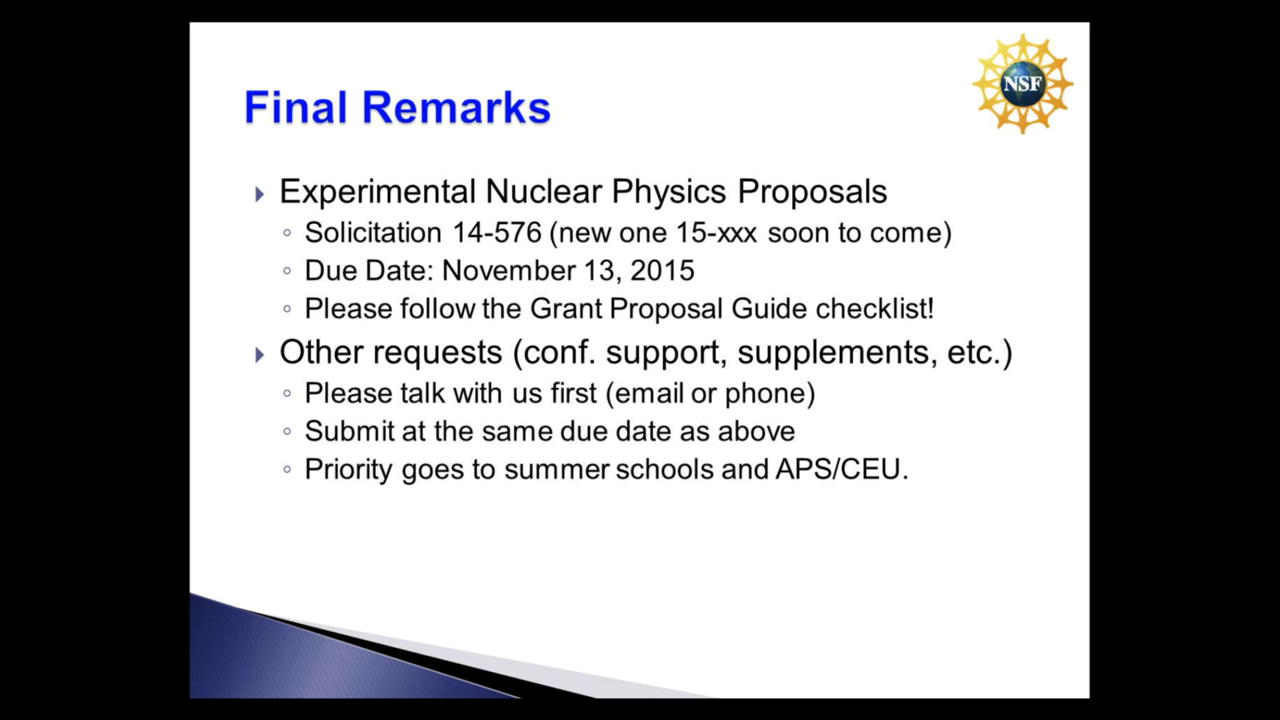 NSF
Final Remarks
Experimental Nuclear Physics Proposals
Solicitation 14-576 (new one 15-xxx soon to come)
Due Date: November 13, 2015
Please follow the Grant Proposal Guide checklist!
Other requests (conf. support, supplements, etc.)
Please talk with us first (email or phone)
Submit at the same due date as above
Priority goes to summer schools and APS/CEU.